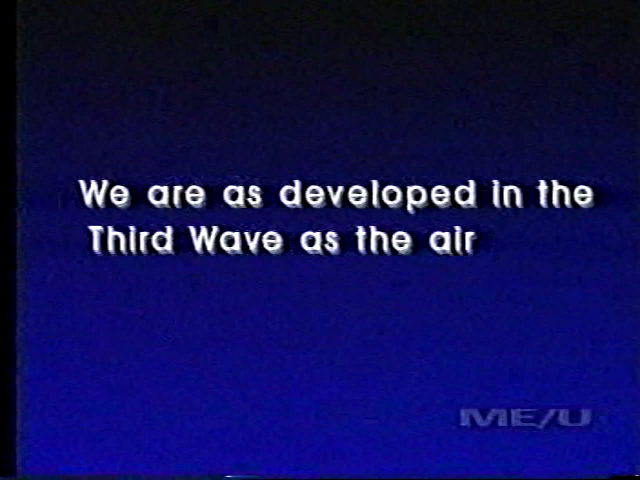 We are as developed in the
Third Wave as the air
ME/U